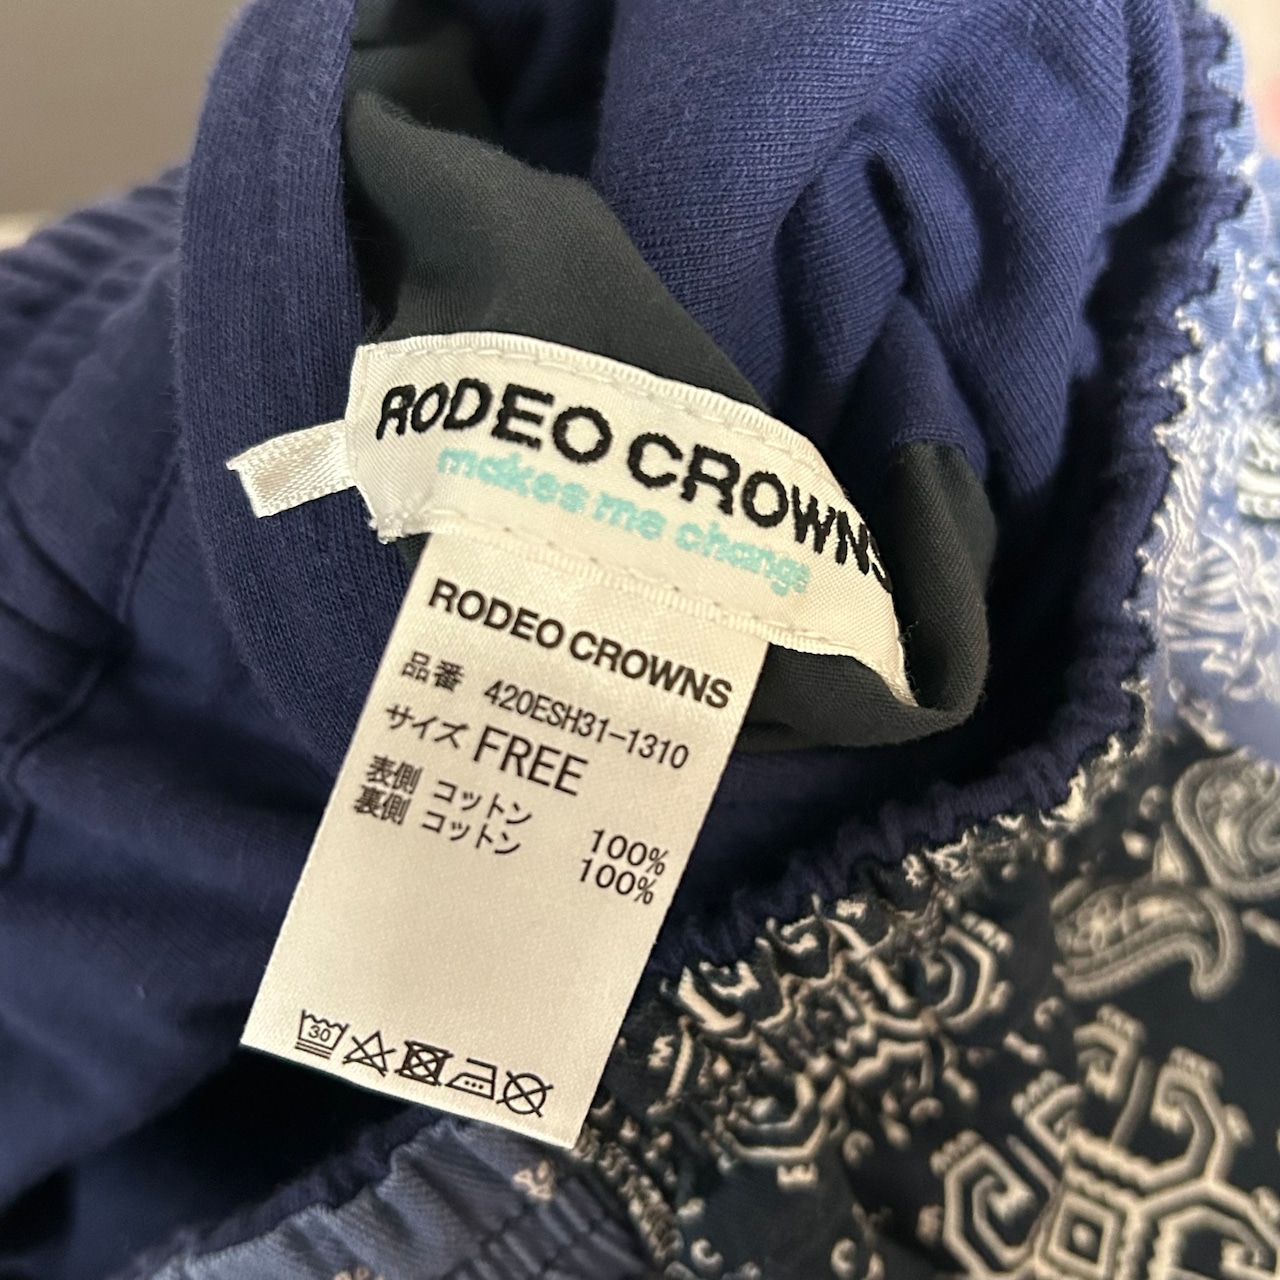 RODEO CROWNS
makes me change
RODEO CROWNS
品番 420ESH31-1310
サイズ FREE
表側 コットン 100%
裏側 コットン 100%
30